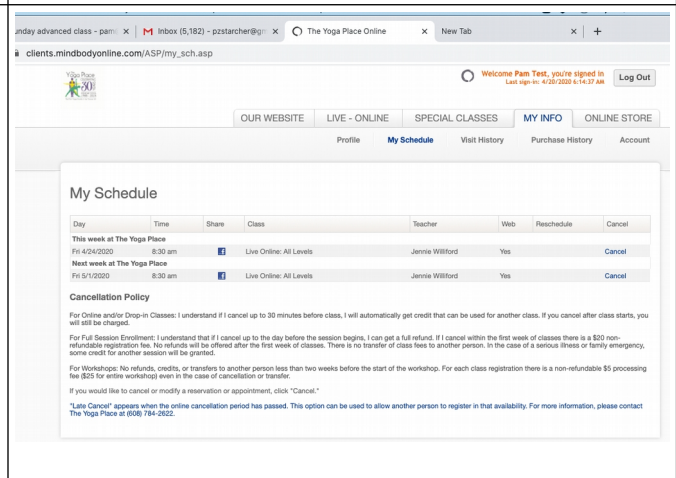 unday advanced class - pam
Inbox (5,182) - pzstarcher@gm
The Yoga Place Online
New Tab
clients.mindbodyonline.com/ASP/my_sch.asp
Yoga Place
30
Welcome Pam Test, you're signed in
Last sign-in: 4/20/2020 6:14:37 AM
Log Out
OUR WEBSITE LIVE - ONLINE SPECIAL CLASSES MY INFO ONLINE STORE
Profile My Schedule Visit History Purchase History Account
My Schedule
Day Time Share Class Teacher Web Reschedule Cancel
This week at The Yoga Place
Fri 4/24/2020 8:30 am Live Online: All Levels Jennie Williford Yes Cancel
Next week at The Yoga Place
Fri 5/1/2020 8:30 am Live Online: All Levels Jennie Williford Yes Cancel
Cancellation Policy
For Online and/or Drop-in Classes: I understand if I cancel up to 30 minutes before class, I will automatically get credit that can be used for another class. If you cancel after class starts, you
will still be charged.
For Full Session Enrollment: I understand that if I cancel up to the day before the session begins, I can get a full refund. If I cancel within the first week of classes there is a $20 non-
refundable registration fee. No refunds will be offered after the first week of classes. There is no transfer of class fees to another person. In the case of a serious illness or family emergency,
some credit for another session will be granted.
For Workshops: No refunds, credits, or transfers to another person less than two weeks before the start of the workshop. For each class registration there is a non-refundable $5 processing
fee ($25 for entire workshop) even in the case of cancellation or transfer.
If you would like to cancel or modify a reservation or appointment, click "Cancel."
"Late Cancel" appears when the online cancellation period has passed. This option can be used to allow another person to register in that availability. For more information, please contact
The Yoga Place at (608) 784-2622.